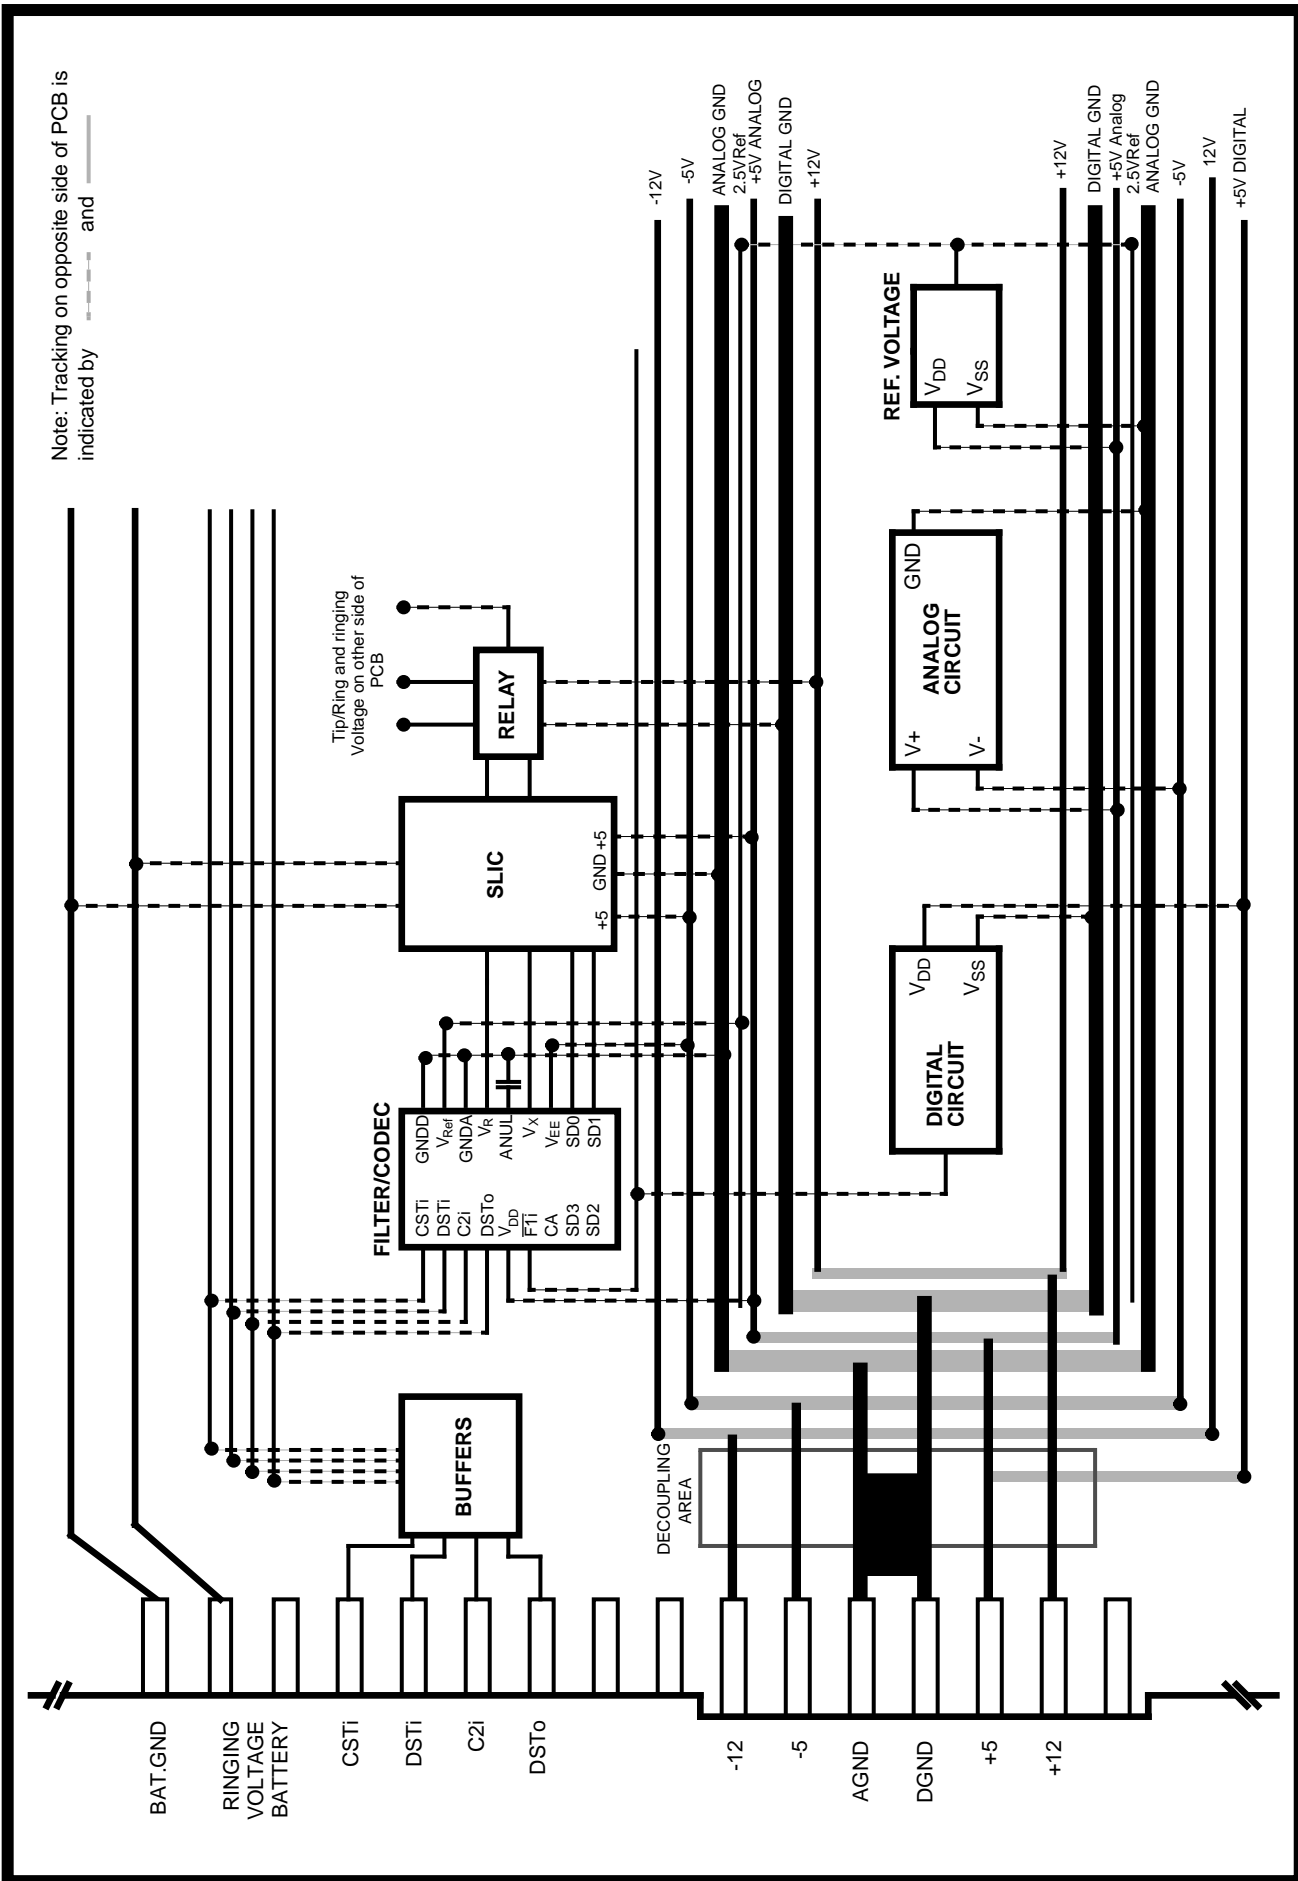 Note: Tracking on opposite side of PCB is
indicated by and
-12V
-5V
ANALOG GND
2.5VRef
+5V ANALOG
DIGITAL GND
+12V
+12V
DIGITAL GND
+5V Analog
2.5VRef
ANALOG GND
-5V
12V
+5V DIGITAL
Tip/Ring and ringing
Voltage on other side of
PCB
RELAY
SLIC
+5
GND
+5
REF. VOLTAGE
VDD
VSS
ANALOG
CIRCUIT
GND
V+
V-
DIGITAL
CIRCUIT
VDD
VSS
FILTER/CODEC
GNDD
VRef
GNDA
VR
ANUL
VX
VEE
SD0
SD1
CSTi
DSTi
C2i
DSTo
VDD
F1i
CA
SD3
SD2
BUFFERS
DECOUPLING
AREA
BAT.GND
RINGING
VOLTAGE
BATTERY
CSTi
DSTi
C2i
DSTo
-12
-5
AGND
DGND
+5
+12